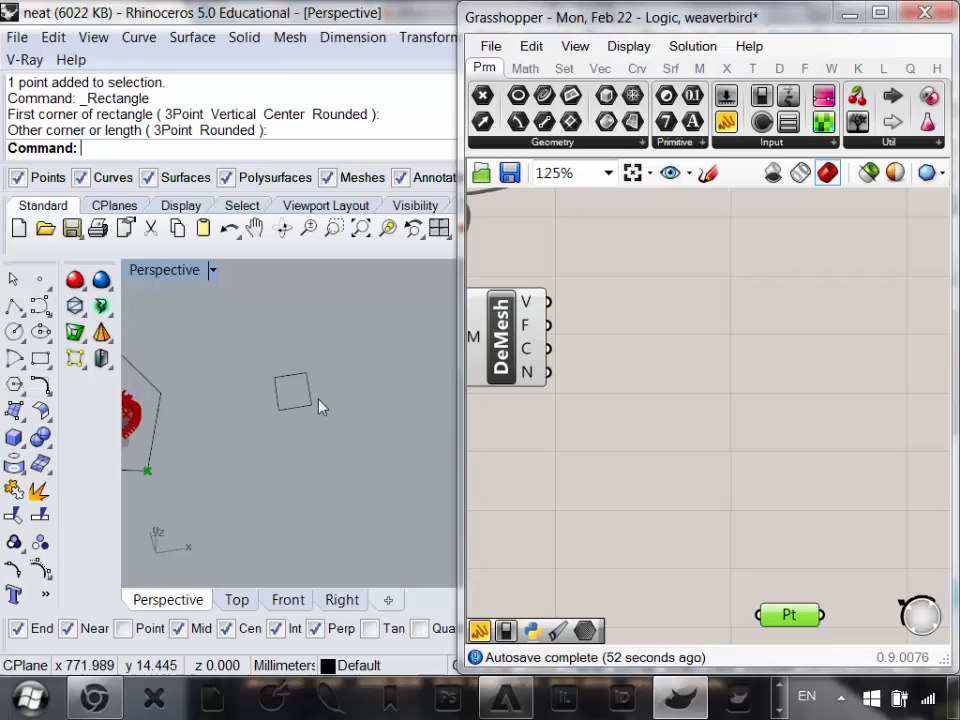 neat (6022 KB) - Rhinoceros 5.0 Educational - [Perspective]
File Edit View Curve Surface Solid Mesh Dimension Transform
V-Ray Help
1 point added to selection.
Command: _Rectangle
First corner of rectangle ( 3Point Vertical Center Rounded ):
Other corner or length ( 3Point Rounded ):
Command:
Points Curves Surfaces Polysurfaces Meshes Annotat
Standard CPlanes Display Select Viewport Layout Visibility
Perspective
yz
x
Perspective Top Front Right
End Near Point Mid Cen Int Perp Tan Qua
CPlane x 771.989 y 14.445 z 0.000 Millimeters Default
Grasshopper - Mon, Feb 22 - Logic, weaverbird*
File Edit View Display Solution Help
Prm Math Set Vec Crv Srf M X T D F W K L Q H
Geometry Primitive Input Util
125%
M DeMesh V F C N
Pt
Autosave complete (52 seconds ago) 0.9.0076
Ps IL ID EN